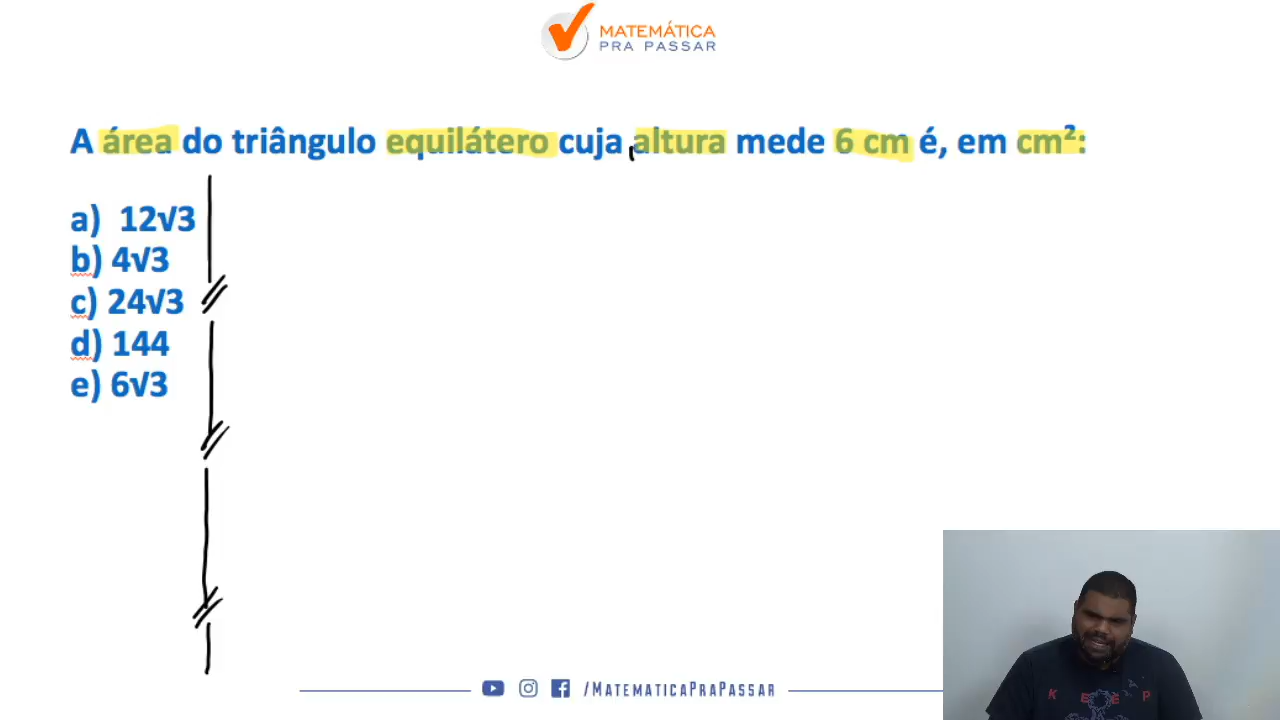 MATEMÁTICA
PRA PASSAR
A área do triângulo equilátero cuja altura mede 6 cm é, em cm²:
a) 12√3
b) 4√3
c) 24√3
d) 144
e) 6√3
/MATEMATICAPRAPASSAR
K E E P